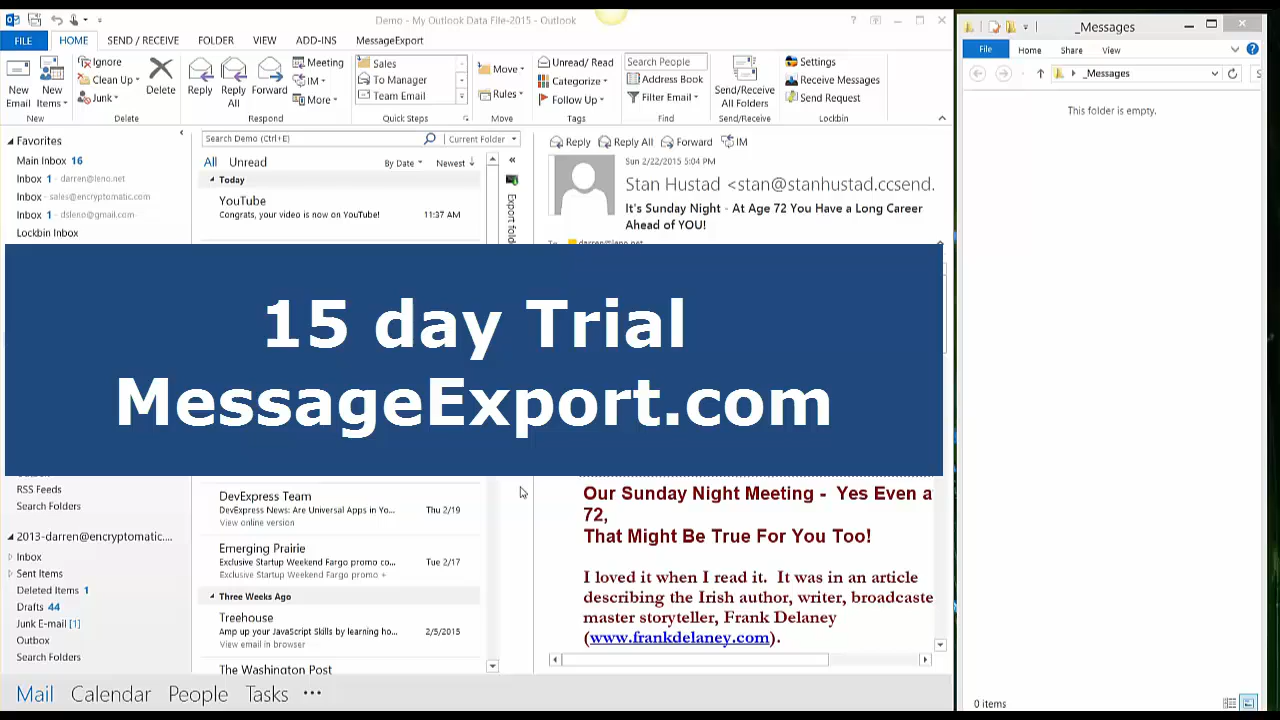 Demo - My Outlook Data File-2015 - Outlook
FILE HOME SEND / RECEIVE FOLDER VIEW ADD-INS MessageExport
New Email
New Items
New
Ignore
Clean Up
Junk
Delete
Delete
Reply
Reply All
Forward
Meeting
IM
More
Respond
Sales
To Manager
Team Email
Quick Steps
Move
Rules
Move
Unread/ Read
Categorize
Follow Up
Tags
Search People
Address Book
Filter Email
Find
Send/Receive All Folders
Send/Receive
Settings
Receive Messages
Send Request
Lockbin
Favorites
Main Inbox 16
Inbox 1 - darren@leno.net
Inbox - sales@encryptomatic.com
Inbox 1 - dsleno@gmail.com
Lockbin Inbox
RSS Feeds
Search Folders
2013-darren@encryptomatic....
Inbox
Sent Items
Deleted Items 1
Drafts 44
Junk E-mail [1]
Outbox
Search Folders
Search Demo (Ctrl+E)
Current Folder
All Unread
By Date Newest
Today
YouTube
Congrats, your video is now on YouTube! 11:37 AM
DevExpress Team
DevExpress News: Are Universal Apps in Yo... Thu 2/19
View online version
Emerging Prairie
Exclusive Startup Weekend Fargo promo co... Tue 2/17
Exclusive Startup Weekend Fargo promo +
Three Weeks Ago
Treehouse
Amp up your JavaScript Skills by learning ho... 2/5/2015
View email in browser
The Washington Post
Export
Reply Reply All Forward IM
Sun 2/22/2015 5:04 PM
Stan Hustad <stan@stanhustad.ccsend.
It's Sunday Night - At Age 72 You Have a Long Career
Ahead of YOU!
To darren@leno.net
15 day Trial
MessageExport.com
Our Sunday Night Meeting - Yes Even a
72,
That Might Be True For You Too!
I loved it when I read it. It was in an article
describing the Irish author, writer, broadcaste
master storyteller, Frank Delaney
(www.frankdelaney.com).
Mail Calendar People Tasks
_Messages
File Home Share View
_Messages
This folder is empty.
0 items